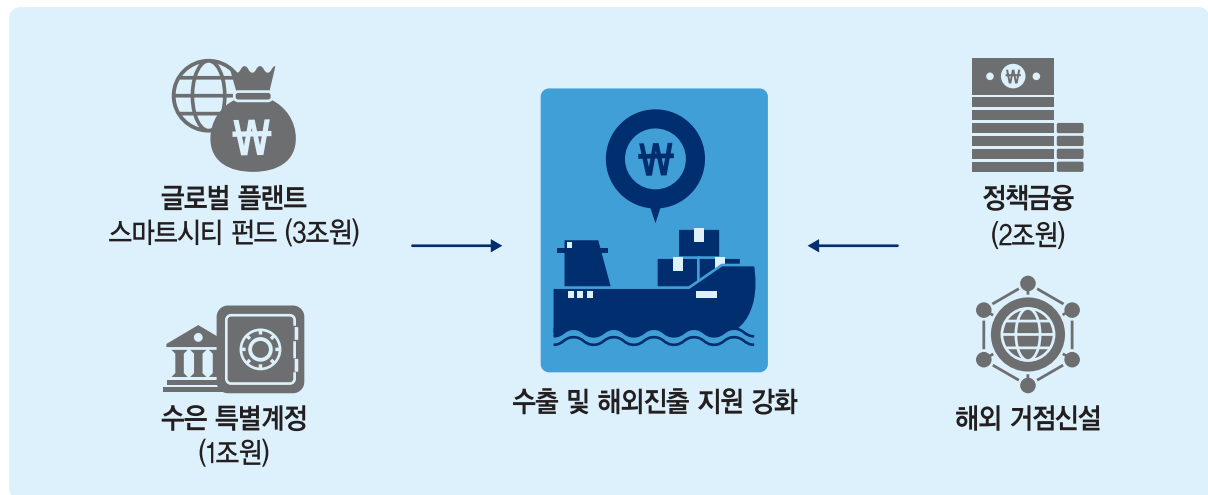 ₩
글로벌 플랜트
스마트시티 펀드 (3조원)
수은 특별계정
(1조원)
₩
수출 및 해외진출 지원 강화
₩
정책금융
(2조원)
해외 거점신설